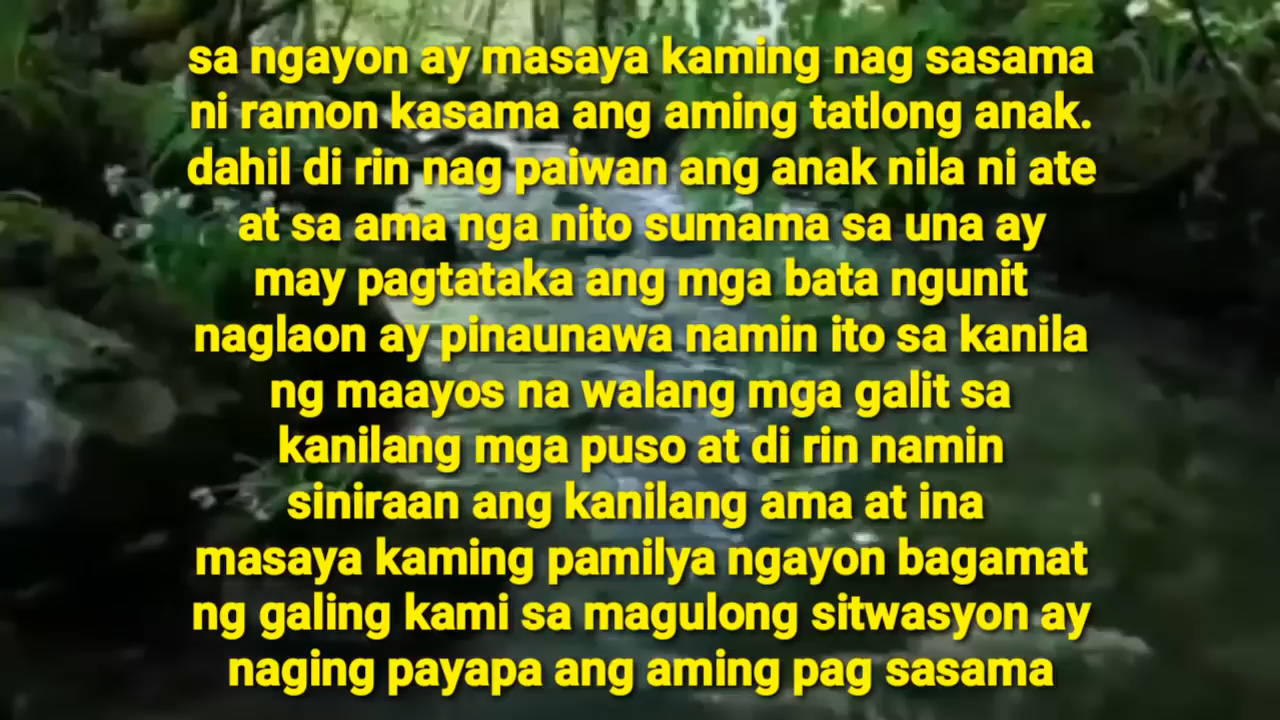 sa ngayon ay masaya kaming nag sasama
ni ramon kasama ang aming tatlong anak.
dahil di rin nag paiwan ang anak nila ni ate
at sa ama nga nito sumama sa una ay
may pagtataka ang mga bata ngunit
naglaon ay pinaunawa namin ito sa kanila
ng maayos na walang mga galit sa
kanilang mga puso at di rin namin
siniraan ang kanilang ama at ina
masaya kaming pamilya ngayon bagamat
ng galing kami sa magulong sitwasyon ay
naging payapa ang aming pag sasama